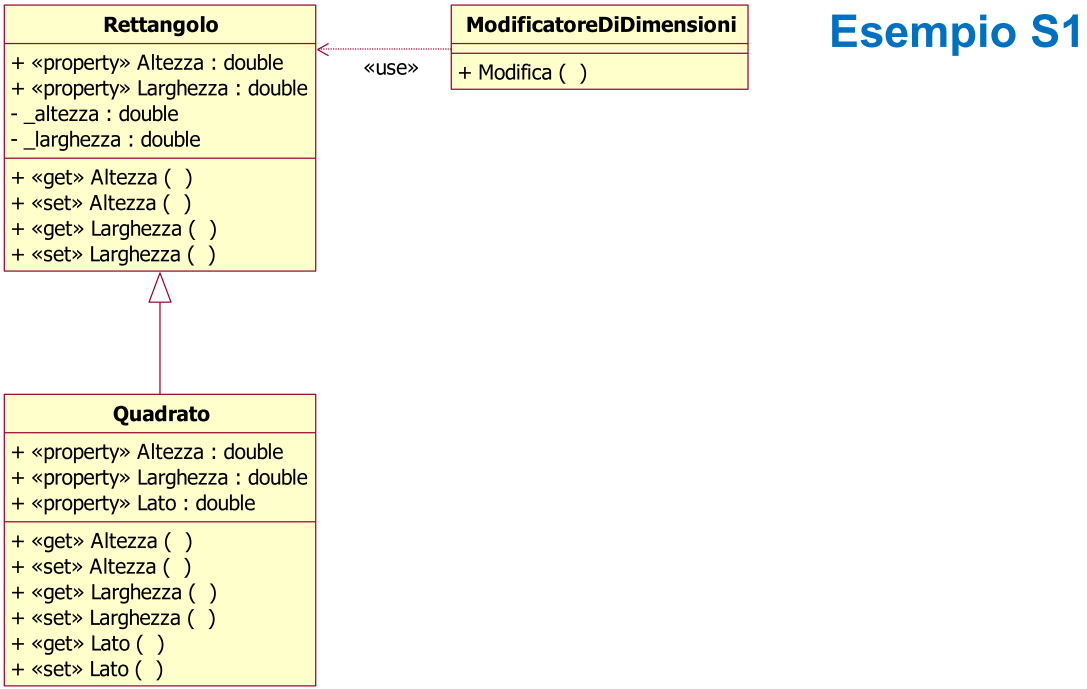 Rettangolo
+ «property» Altezza : double
+ «property» Larghezza : double
- _altezza : double
- _larghezza : double
+ «get» Altezza (  )
+ «set» Altezza (  )
+ «get» Larghezza (  )
+ «set» Larghezza (  )
«use»
ModificatoreDiDimensioni
+ Modifica (  )
Esempio S1
Quadrato
+ «property» Altezza : double
+ «property» Larghezza : double
+ «property» Lato : double
+ «get» Altezza (  )
+ «set» Altezza (  )
+ «get» Larghezza (  )
+ «set» Larghezza (  )
+ «get» Lato (  )
+ «set» Lato (  )